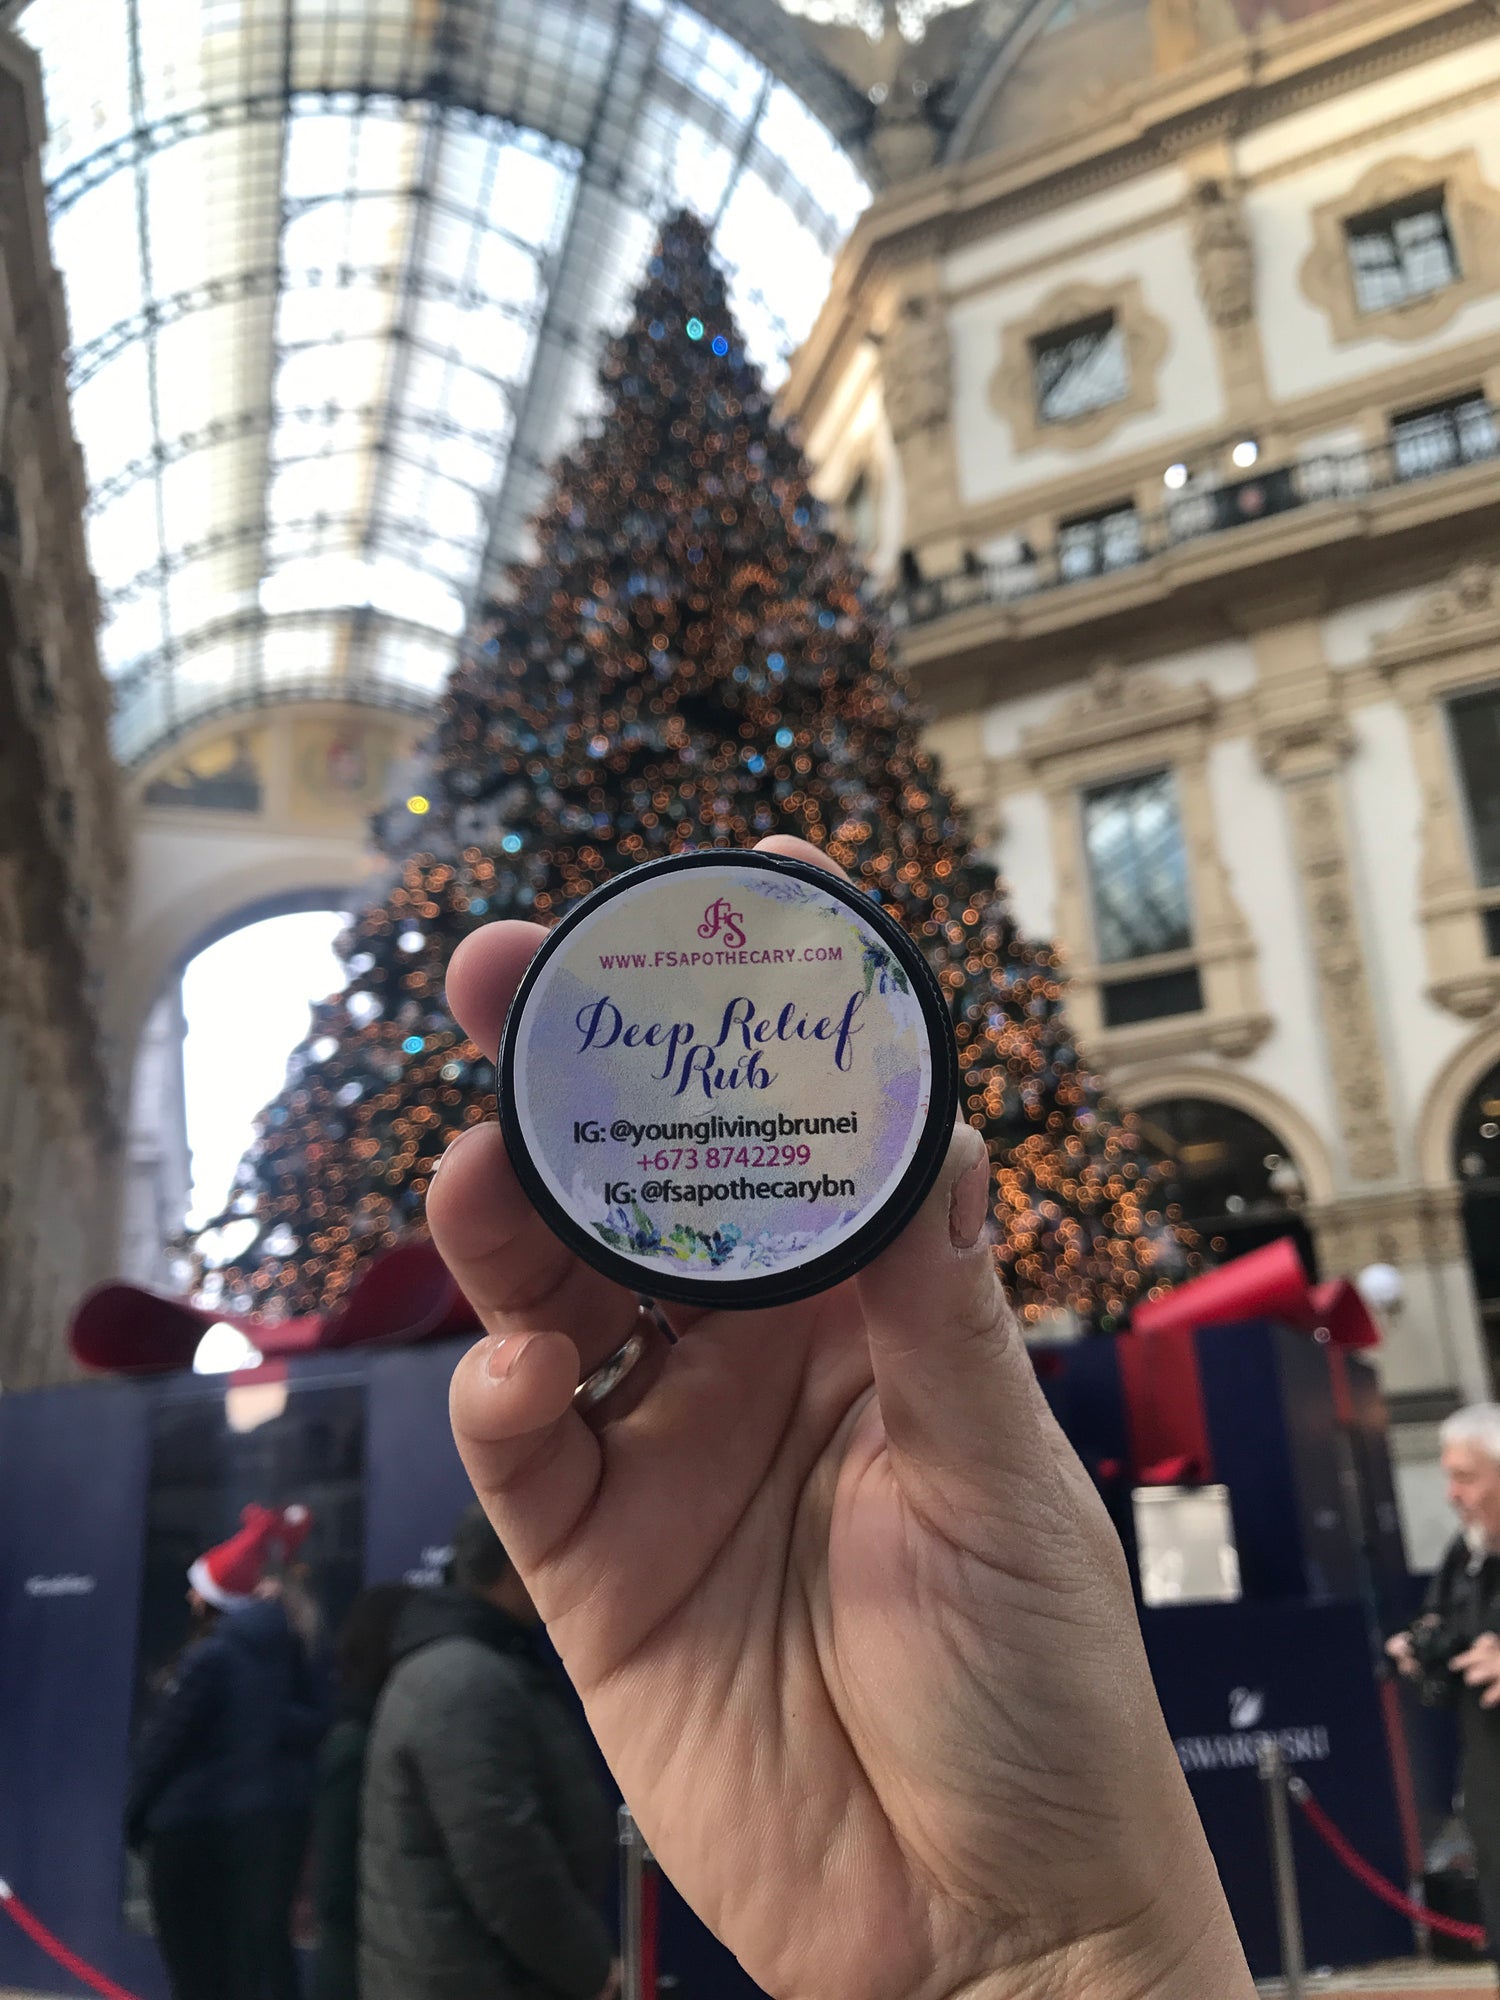 FS
WWW.FSAPOTHECARY.COM
Deep Relief
Rub
IG: @younglivingbrunei
+673 8742299
IG: @fsapothecarybn
SWAROVSKI